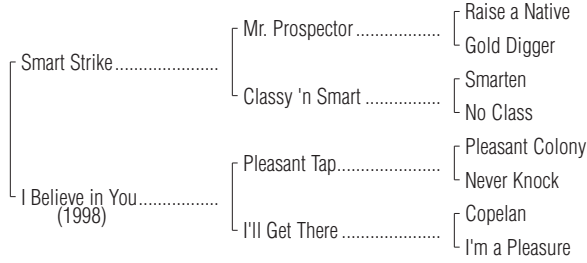 Raise a Native
Mr. Prospector..................
Gold Digger
Smart Strike......................
Smarten
Classy 'n Smart .................
No Class
Pleasant Colony
Pleasant Tap......................
Never Knock
I Believe in You.................
(1998)
Copelan
I'll Get There .....................
I'm a Pleasure